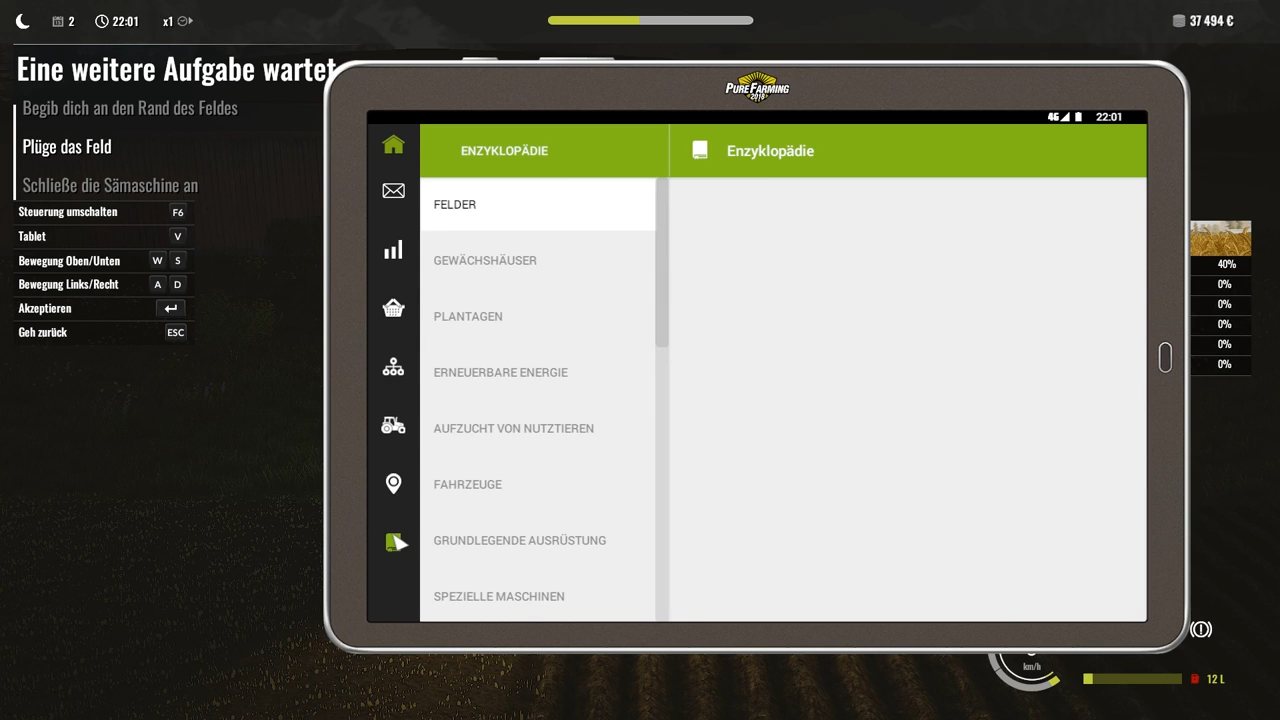 2
22:01
x1
37 494 €
Eine weitere Aufgabe wartet
Begib dich an den Rand des Feldes
Plüge das Feld
Schließe die Sämaschine an
Steuerung umschalten F6
Tablet V
Bewegung Oben/Unten W S
Bewegung Links/Recht A D
Akzeptieren
Geh zurück ESC
PURE FARMING
2018
4G 22:01
ENZYKLOPÄDIE
Enzyklopädie
FELDER
GEWÄCHSHÄUSER
PLANTAGEN
ERNEUERBARE ENERGIE
AUFZUCHT VON NUTZTIEREN
FAHRZEUGE
GRUNDLEGENDE AUSRÜSTUNG
SPEZIELLE MASCHINEN
40%
0%
0%
0%
0%
0%
km/h
12 L